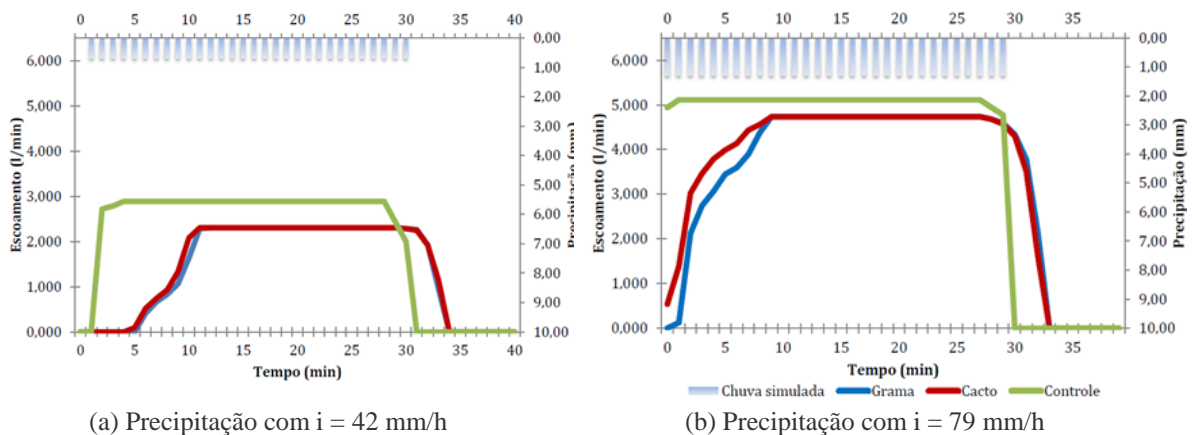 0 5 10 15 20 25 30 35 40
6,000
5,000
4,000
3,000
2,000
1,000
0,000
Escoamento (l/min)
0,00
1,00
2,00
3,00
4,00
5,00
6,00
7,00
8,00
9,00
10,00
Precipitação (mm)
0 5 10 15 20 25 30 35 40
Tempo (min)
(a) Precipitação com i = 42 mm/h
0 5 10 15 20 25 30 35
6,000
5,000
4,000
3,000
2,000
1,000
0,000
Escoamento (l/min)
0,00
1,00
2,00
3,00
4,00
5,00
6,00
7,00
8,00
9,00
10,00
Precipitação (mm)
0 5 10 15 20 25 30 35
Tempo (min)
Chuva simulada Grama Cacto Controle
(b) Precipitação com i = 79 mm/h